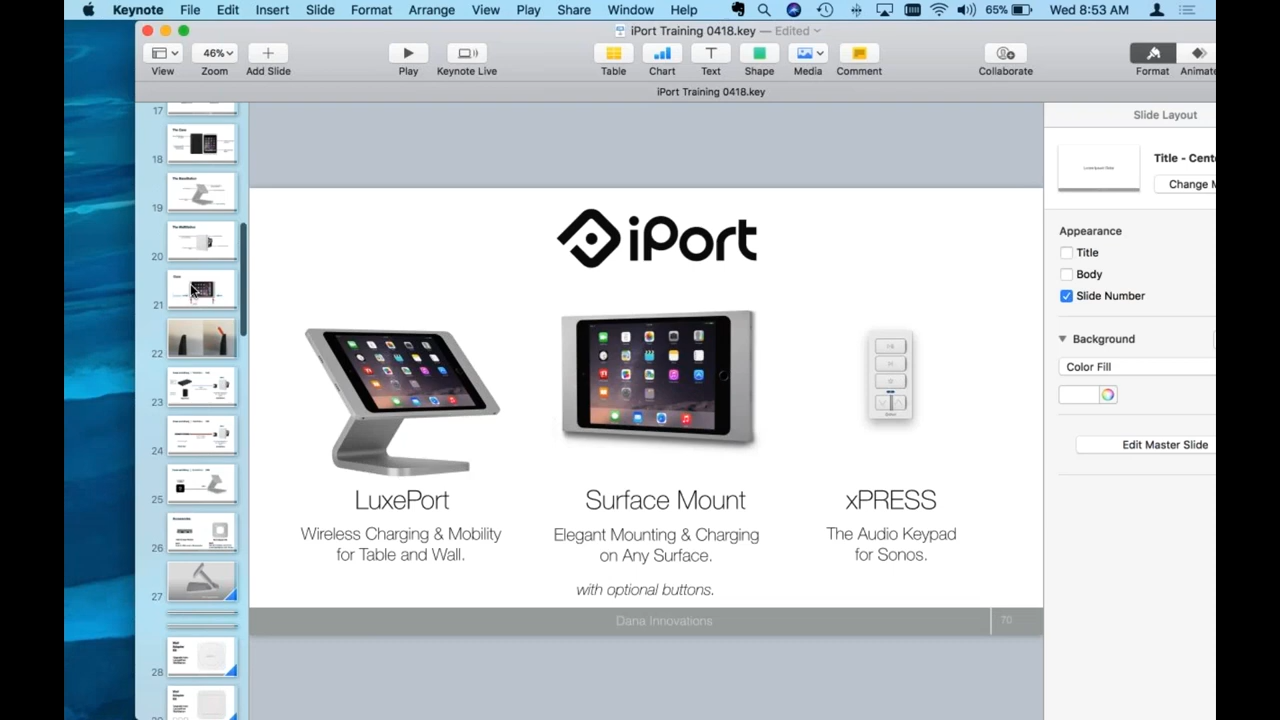 Keynote File Edit Insert Slide Format Arrange View Play Share Window Help 65% Wed 8:53 AM
iPort Training 0418.key — Edited
46%
View Zoom Add Slide Play Keynote Live Table Chart Text Shape Media Comment Collaborate Format Animate
iPort Training 0418.key
17
18
19
20
21
22
23
24
25
26
27
28
iPort
LuxePort
Wireless Charging & Mobility
for Table and Wall.
Surface Mount
Elegant Mounting & Charging
on Any Surface.
with optional buttons.
xPRESS
The Audio Keypad
for Sonos.
Dana Innovations 70
Slide Layout
Title - Cent
Change M
Appearance
Title
Body
Slide Number
Background
Color Fill
Edit Master Slide